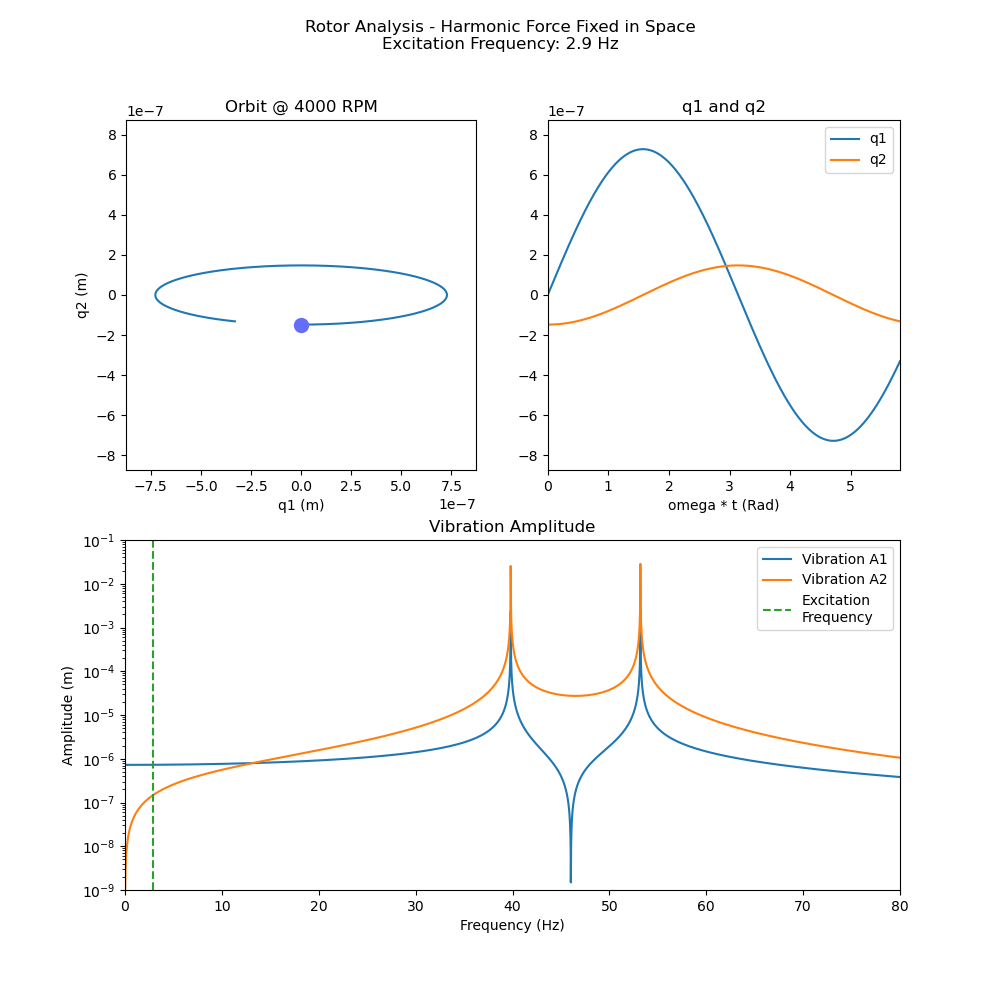 Rotor Analysis - Harmonic Force Fixed in Space
Excitation Frequency: 2.9 Hz
1e−7
Orbit @ 4000 RPM
8
6
4
2
0
−2
−4
−6
−8
q2 (m)
−7.5 −5.0 −2.5 0.0 2.5 5.0 7.5
q1 (m)
1e−7
1e−7
q1 and q2
q1
q2
8
6
4
2
0
−2
−4
−6
−8
0 1 2 3 4 5
omega * t (Rad)
Vibration Amplitude
Vibration A1
Vibration A2
Excitation
Frequency
10−1
10−2
10−3
10−4
10−5
10−6
10−7
10−8
10−9
Amplitude (m)
0 10 20 30 40 50 60 70 80
Frequency (Hz)